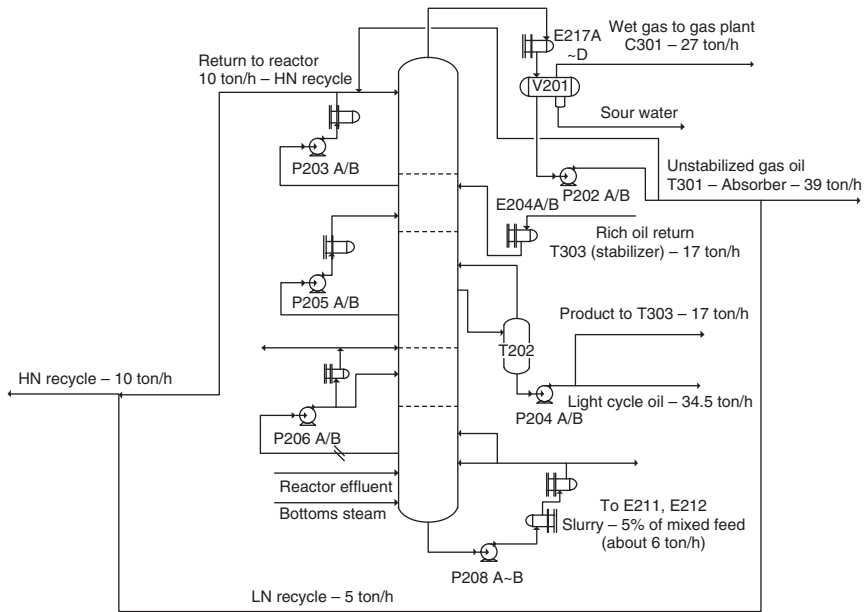 E217A
~D
Wet gas to gas plant
C301 – 27 ton/h
Return to reactor
10 ton/h – HN recycle
V201
Sour water
P203 A/B
Unstabilized gas oil
T301 – Absorber – 39 ton/h
P202 A/B
E204A/B
Rich oil return
T303 (stabilizer) – 17 ton/h
P205 A/B
Product to T303 – 17 ton/h
T202
HN recycle – 10 ton/h
Light cycle oil – 34.5 ton/h
P204 A/B
P206 A/B
Reactor effluent
Bottoms steam
To E211, E212
Slurry – 5% of mixed feed
(about 6 ton/h)
P208 A~B
LN recycle – 5 ton/h